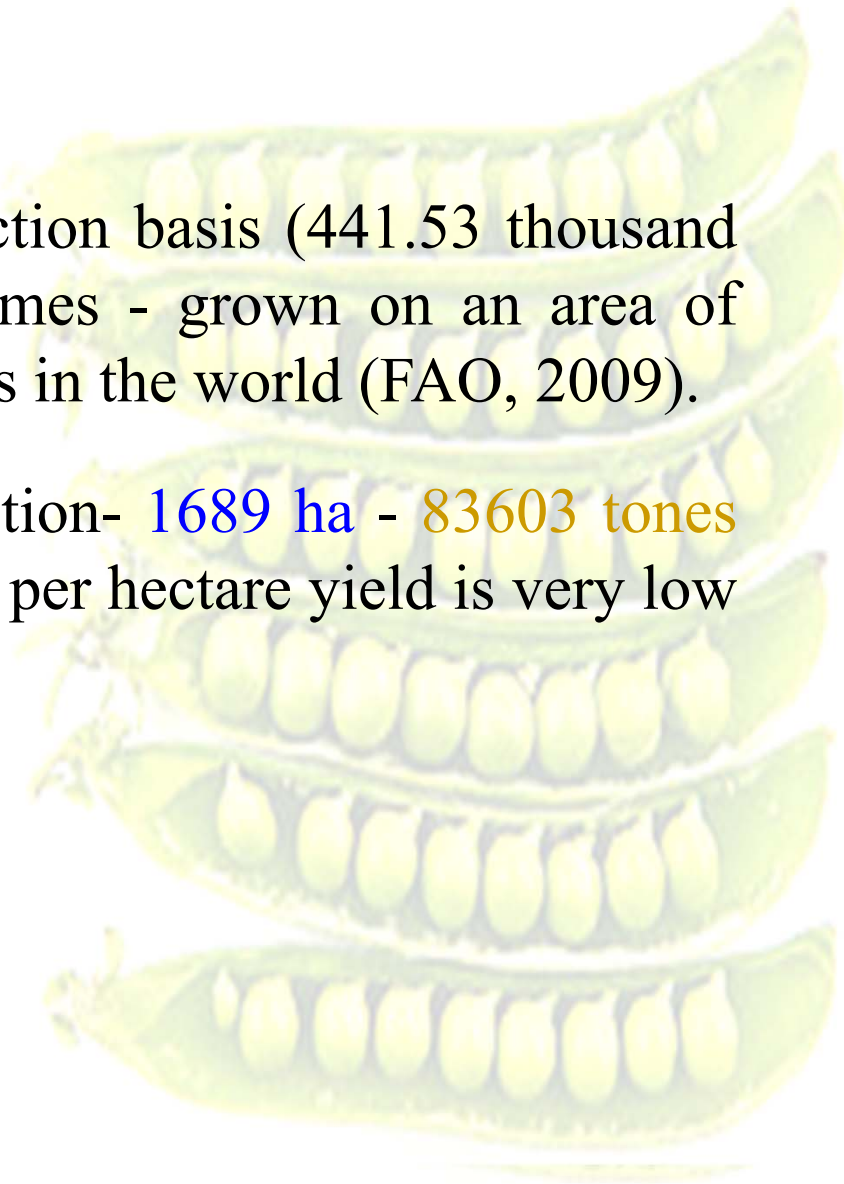 ction basis (441.53 thousand
mes - grown on an area of
s in the world (FAO, 2009).
tion- 1689 ha - 83603 tones
per hectare yield is very low